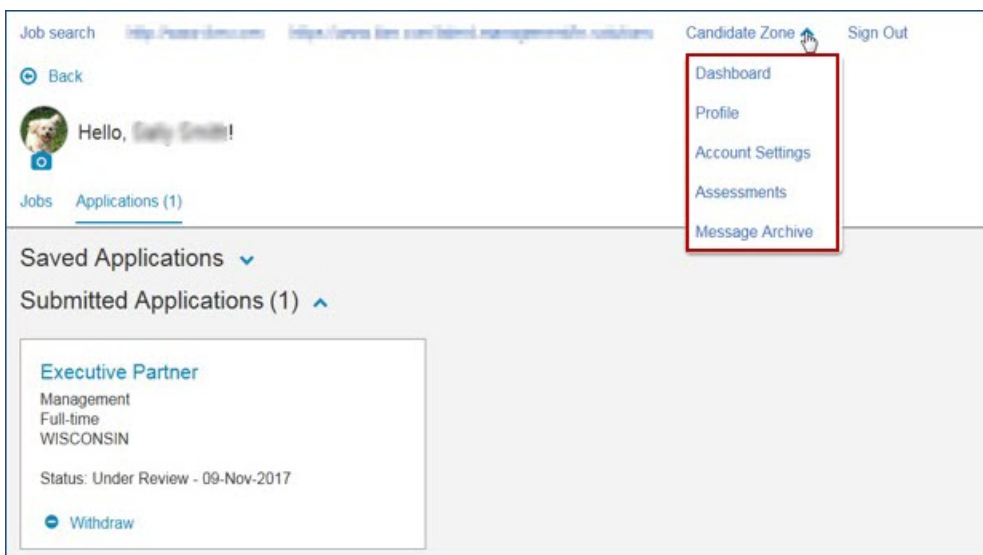 Job search Candidate Zone Sign Out
Back
Hello, !
Jobs Applications (1)
Dashboard
Profile
Account Settings
Assessments
Message Archive
Saved Applications
Submitted Applications (1)
Executive Partner
Management
Full-time
WISCONSIN
Status: Under Review - 09-Nov-2017
Withdraw